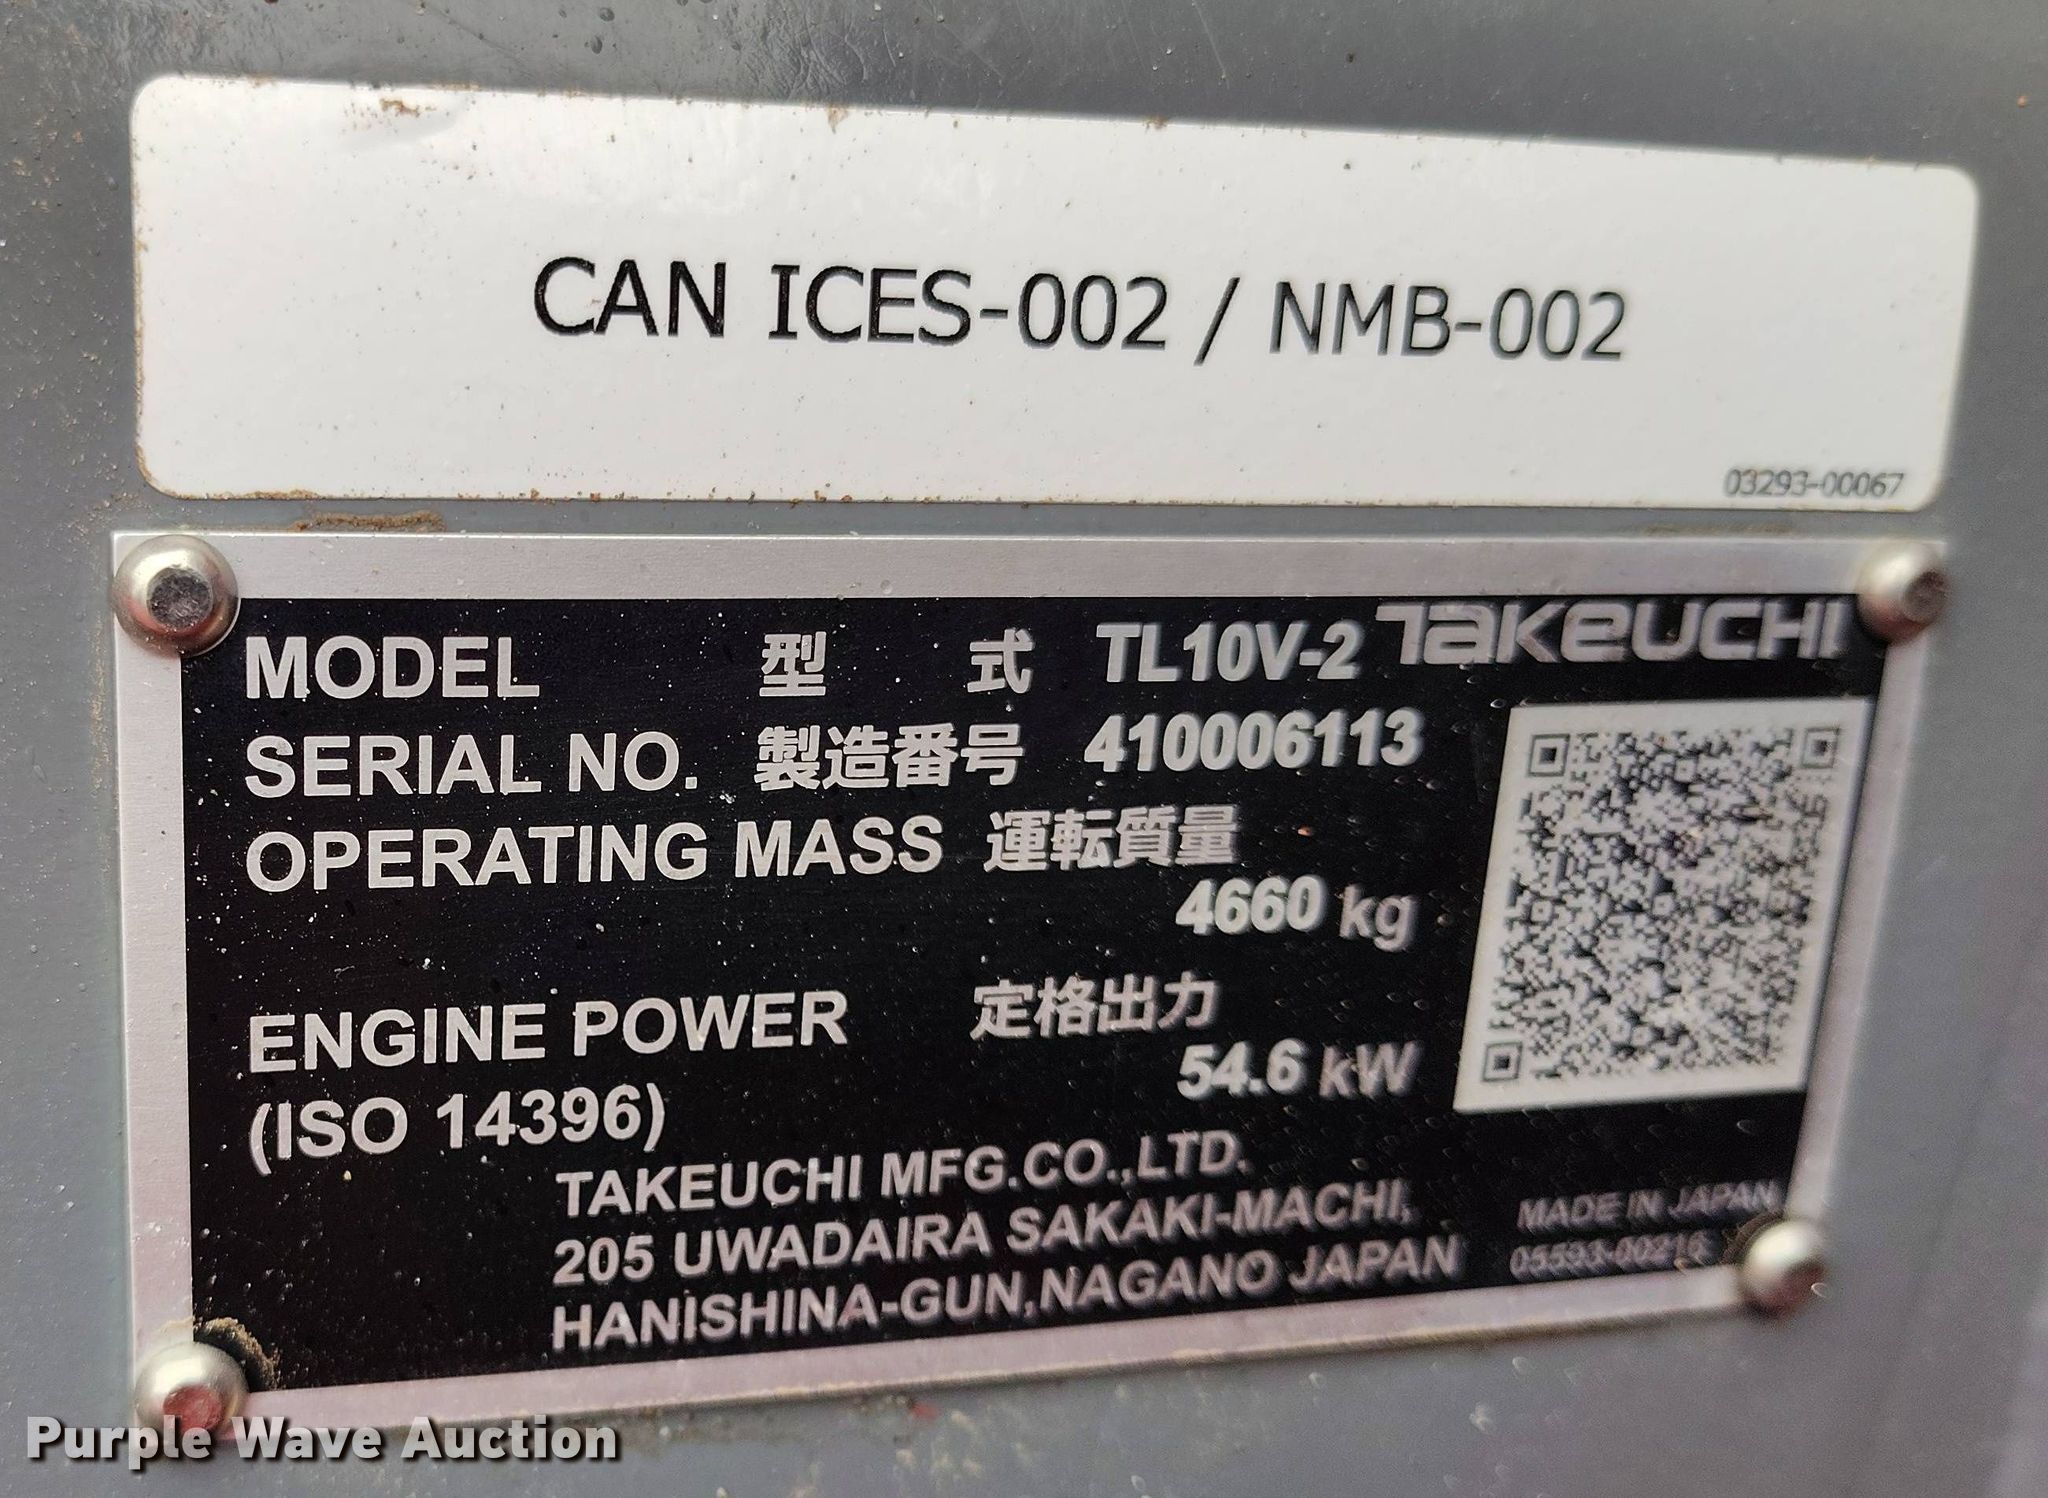 CAN ICES-002 / NMB-002
03293-00067
MODEL 型 式 TL10V-2 TAKEUCHI
SERIAL NO. 製造番号 410006113
OPERATING MASS 運転質量
4660 kg
ENGINE POWER 定格出力
(ISO 14396) 54.6 kW
TAKEUCHI MFG.CO.,LTD.
205 UWADAIRA SAKAKI-MACHI,
HANISHINA-GUN,NAGANO JAPAN
MADE IN JAPAN
05593-00216
Purple Wave Auction